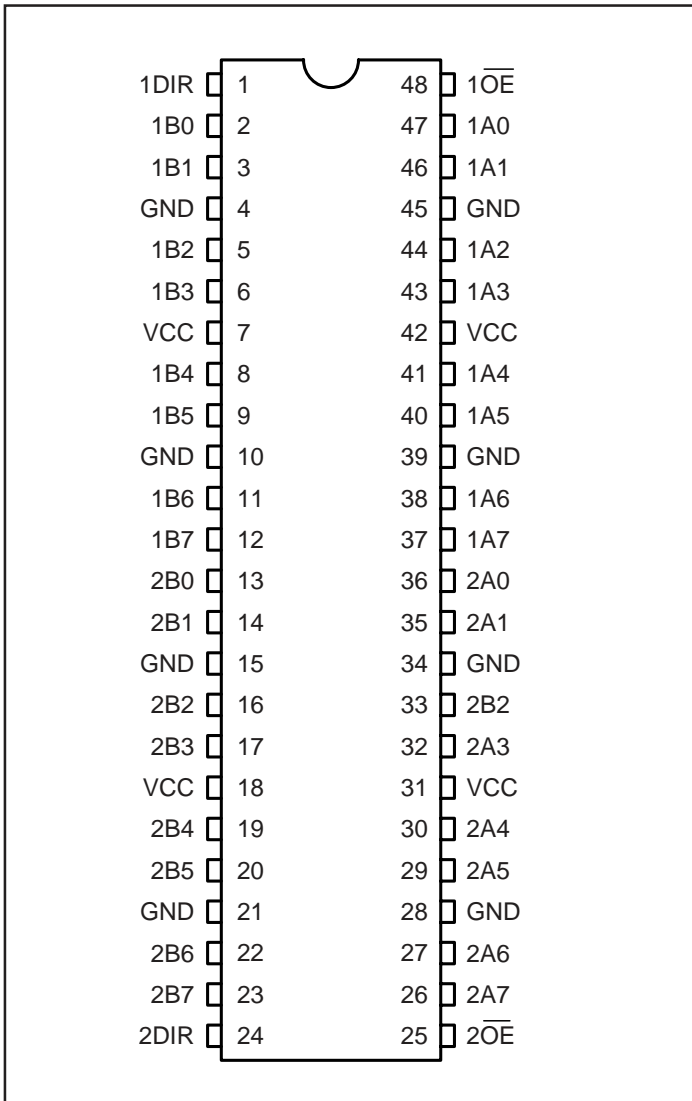 1DIR 1 48 1O̅E̅
1B0 2 47 1A0
1B1 3 46 1A1
GND 4 45 GND
1B2 5 44 1A2
1B3 6 43 1A3
VCC 7 42 VCC
1B4 8 41 1A4
1B5 9 40 1A5
GND 10 39 GND
1B6 11 38 1A6
1B7 12 37 1A7
2B0 13 36 2A0
2B1 14 35 2A1
GND 15 34 GND
2B2 16 33 2B2
2B3 17 32 2A3
VCC 18 31 VCC
2B4 19 30 2A4
2B5 20 29 2A5
GND 21 28 GND
2B6 22 27 2A6
2B7 23 26 2A7
2DIR 24 25 2O̅E̅